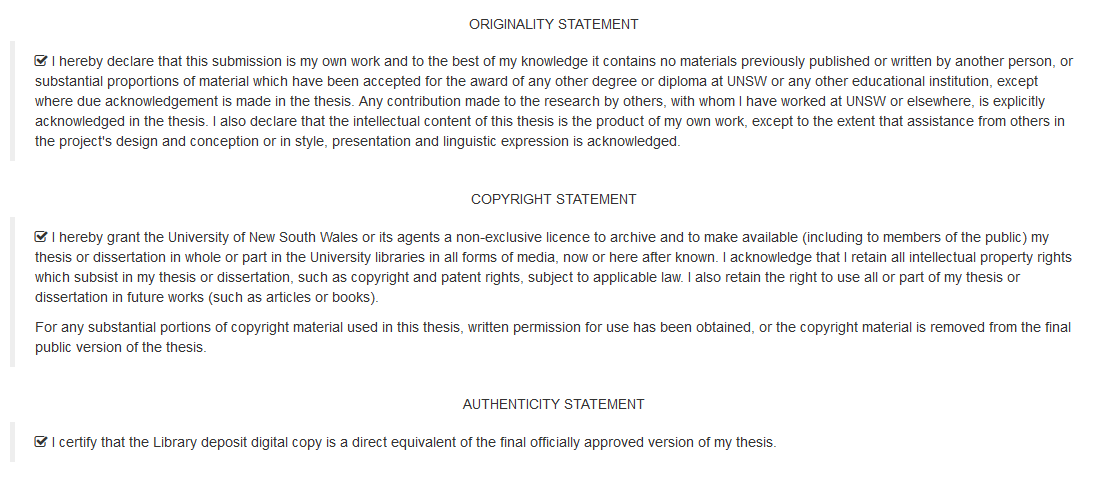 ORIGINALITY STATEMENT
☑ I hereby declare that this submission is my own work and to the best of my knowledge it contains no materials previously published or written by another person, or
substantial proportions of material which have been accepted for the award of any other degree or diploma at UNSW or any other educational institution, except
where due acknowledgement is made in the thesis. Any contribution made to the research by others, with whom I have worked at UNSW or elsewhere, is explicitly
acknowledged in the thesis. I also declare that the intellectual content of this thesis is the product of my own work, except to the extent that assistance from others in
the project's design and conception or in style, presentation and linguistic expression is acknowledged.
COPYRIGHT STATEMENT
☑ I hereby grant the University of New South Wales or its agents a non-exclusive licence to archive and to make available (including to members of the public) my
thesis or dissertation in whole or part in the University libraries in all forms of media, now or here after known. I acknowledge that I retain all intellectual property rights
which subsist in my thesis or dissertation, such as copyright and patent rights, subject to applicable law. I also retain the right to use all or part of my thesis or
dissertation in future works (such as articles or books).
For any substantial portions of copyright material used in this thesis, written permission for use has been obtained, or the copyright material is removed from the final
public version of the thesis.
AUTHENTICITY STATEMENT
☑ I certify that the Library deposit digital copy is a direct equivalent of the final officially approved version of my thesis.